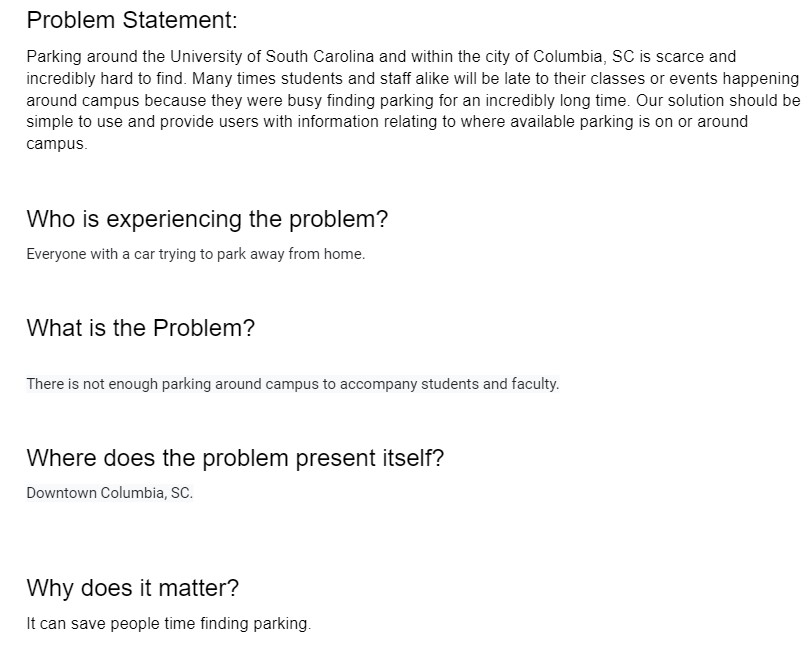 Problem Statement:
Parking around the University of South Carolina and within the city of Columbia, SC is scarce and
incredibly hard to find. Many times students and staff alike will be late to their classes or events happening
around campus because they were busy finding parking for an incredibly long time. Our solution should be
simple to use and provide users with information relating to where available parking is on or around
campus.
Who is experiencing the problem?
Everyone with a car trying to park away from home.
What is the Problem?
There is not enough parking around campus to accompany students and faculty.
Where does the problem present itself?
Downtown Columbia, SC.
Why does it matter?
It can save people time finding parking.